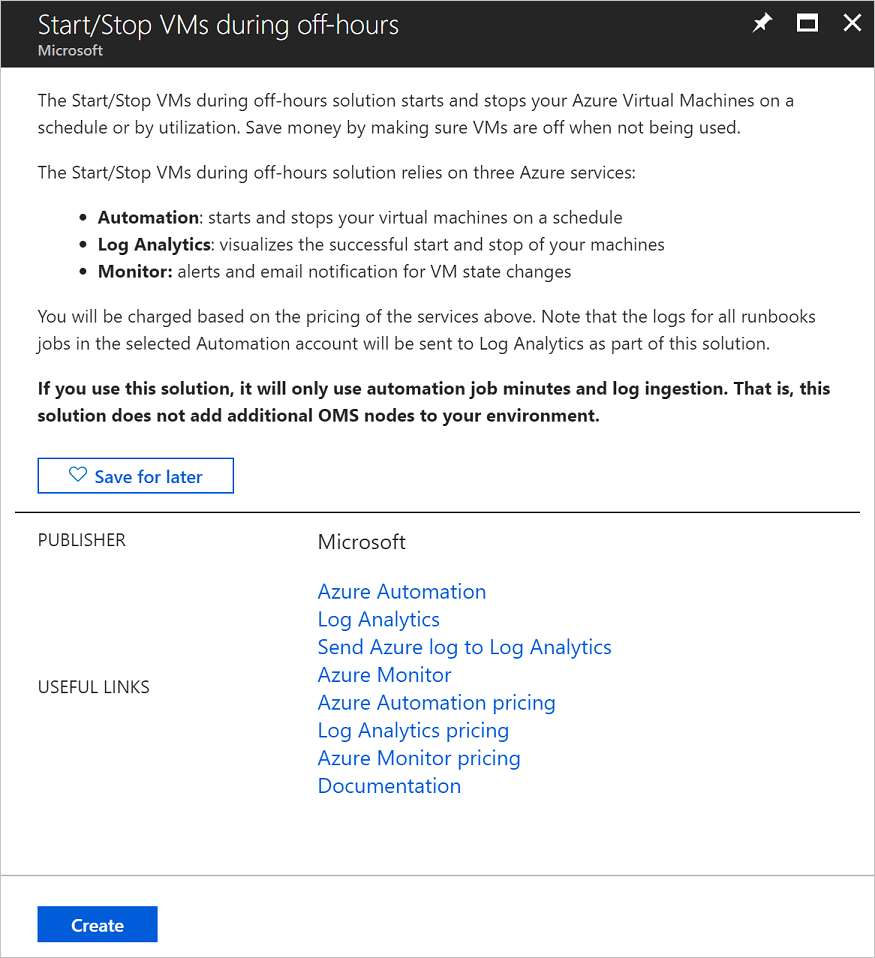 Start/Stop VMs during off-hours
Microsoft
The Start/Stop VMs during off-hours solution starts and stops your Azure Virtual Machines on a
schedule or by utilization. Save money by making sure VMs are off when not being used.
The Start/Stop VMs during off-hours solution relies on three Azure services:
• Automation: starts and stops your virtual machines on a schedule
• Log Analytics: visualizes the successful start and stop of your machines
• Monitor: alerts and email notification for VM state changes
You will be charged based on the pricing of the services above. Note that the logs for all runbooks
jobs in the selected Automation account will be sent to Log Analytics as part of this solution.
If you use this solution, it will only use automation job minutes and log ingestion. That is, this
solution does not add additional OMS nodes to your environment.
Save for later
PUBLISHER
Microsoft
USEFUL LINKS
Azure Automation
Log Analytics
Send Azure log to Log Analytics
Azure Monitor
Azure Automation pricing
Log Analytics pricing
Azure Monitor pricing
Documentation
Create